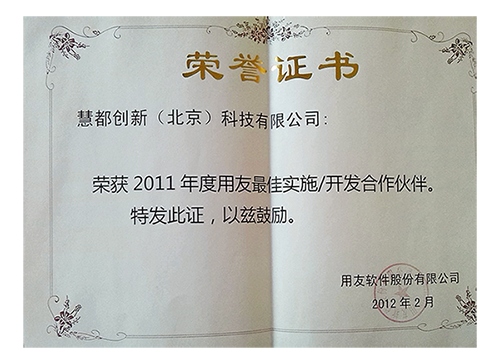 荣誉证书
慧都创新（北京）科技有限公司：
荣获 2011 年度用友最佳实施/开发合作伙伴。
特发此证，以兹鼓励。
用友软件股份有限公司
2012 年 2 月